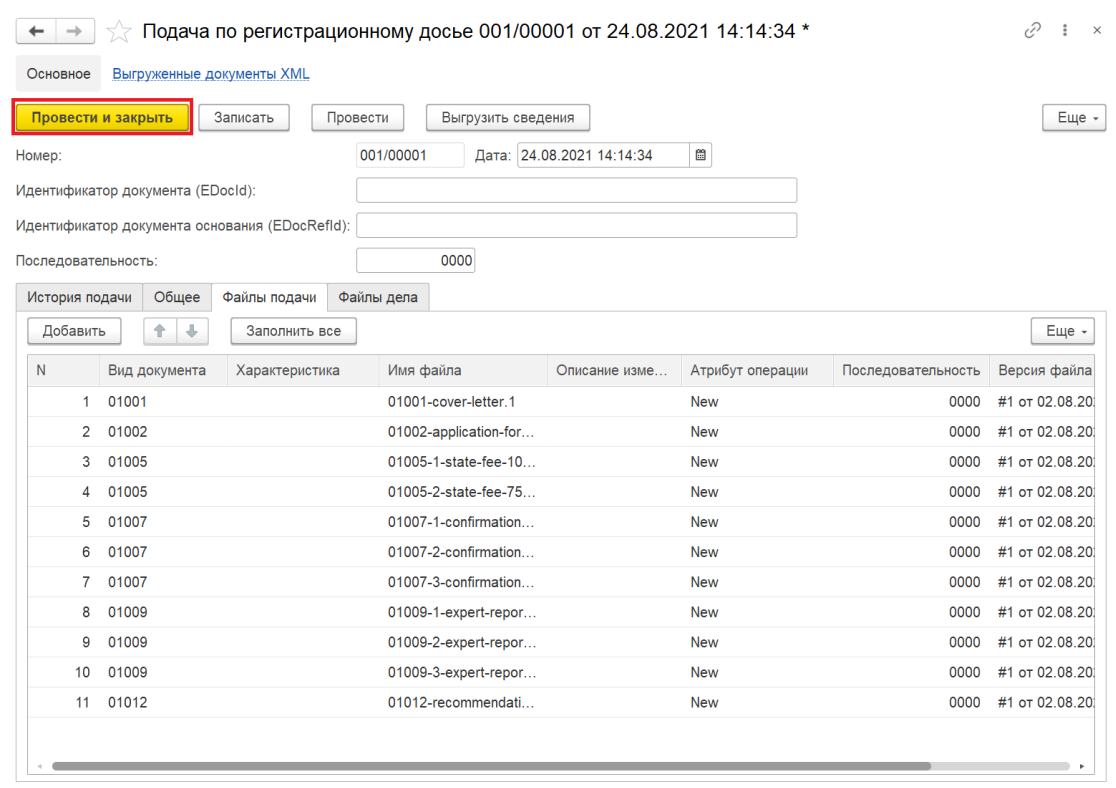 Подача по регистрационному досье 001/00001 от 24.08.2021 14:14:34 *
Основное Выгруженные документы XML
Провести и закрыть Записать Провести Выгрузить сведения Еще
Номер: 001/00001 Дата: 24.08.2021 14:14:34
Идентификатор документа (EDocId):
Идентификатор документа основания (EDocRefId):
Последовательность: 0000
История подачи Общее Файлы подачи Файлы дела
Добавить Заполнить все Еще
N Вид документа Характеристика Имя файла Описание изме... Атрибут операции Последовательность Версия файла
1 01001 01001-cover-letter.1 New 0000 #1 от 02.08.20
2 01002 01002-application-for... New 0000 #1 от 02.08.20
3 01005 01005-1-state-fee-10... New 0000 #1 от 02.08.20
4 01005 01005-2-state-fee-75... New 0000 #1 от 02.08.20
5 01007 01007-1-confirmation... New 0000 #1 от 02.08.20
6 01007 01007-2-confirmation... New 0000 #1 от 02.08.20
7 01007 01007-3-confirmation... New 0000 #1 от 02.08.20
8 01009 01009-1-expert-repor... New 0000 #1 от 02.08.20
9 01009 01009-2-expert-repor... New 0000 #1 от 02.08.20
10 01009 01009-3-expert-repor... New 0000 #1 от 02.08.20
11 01012 01012-recommendati... New 0000 #1 от 02.08.20